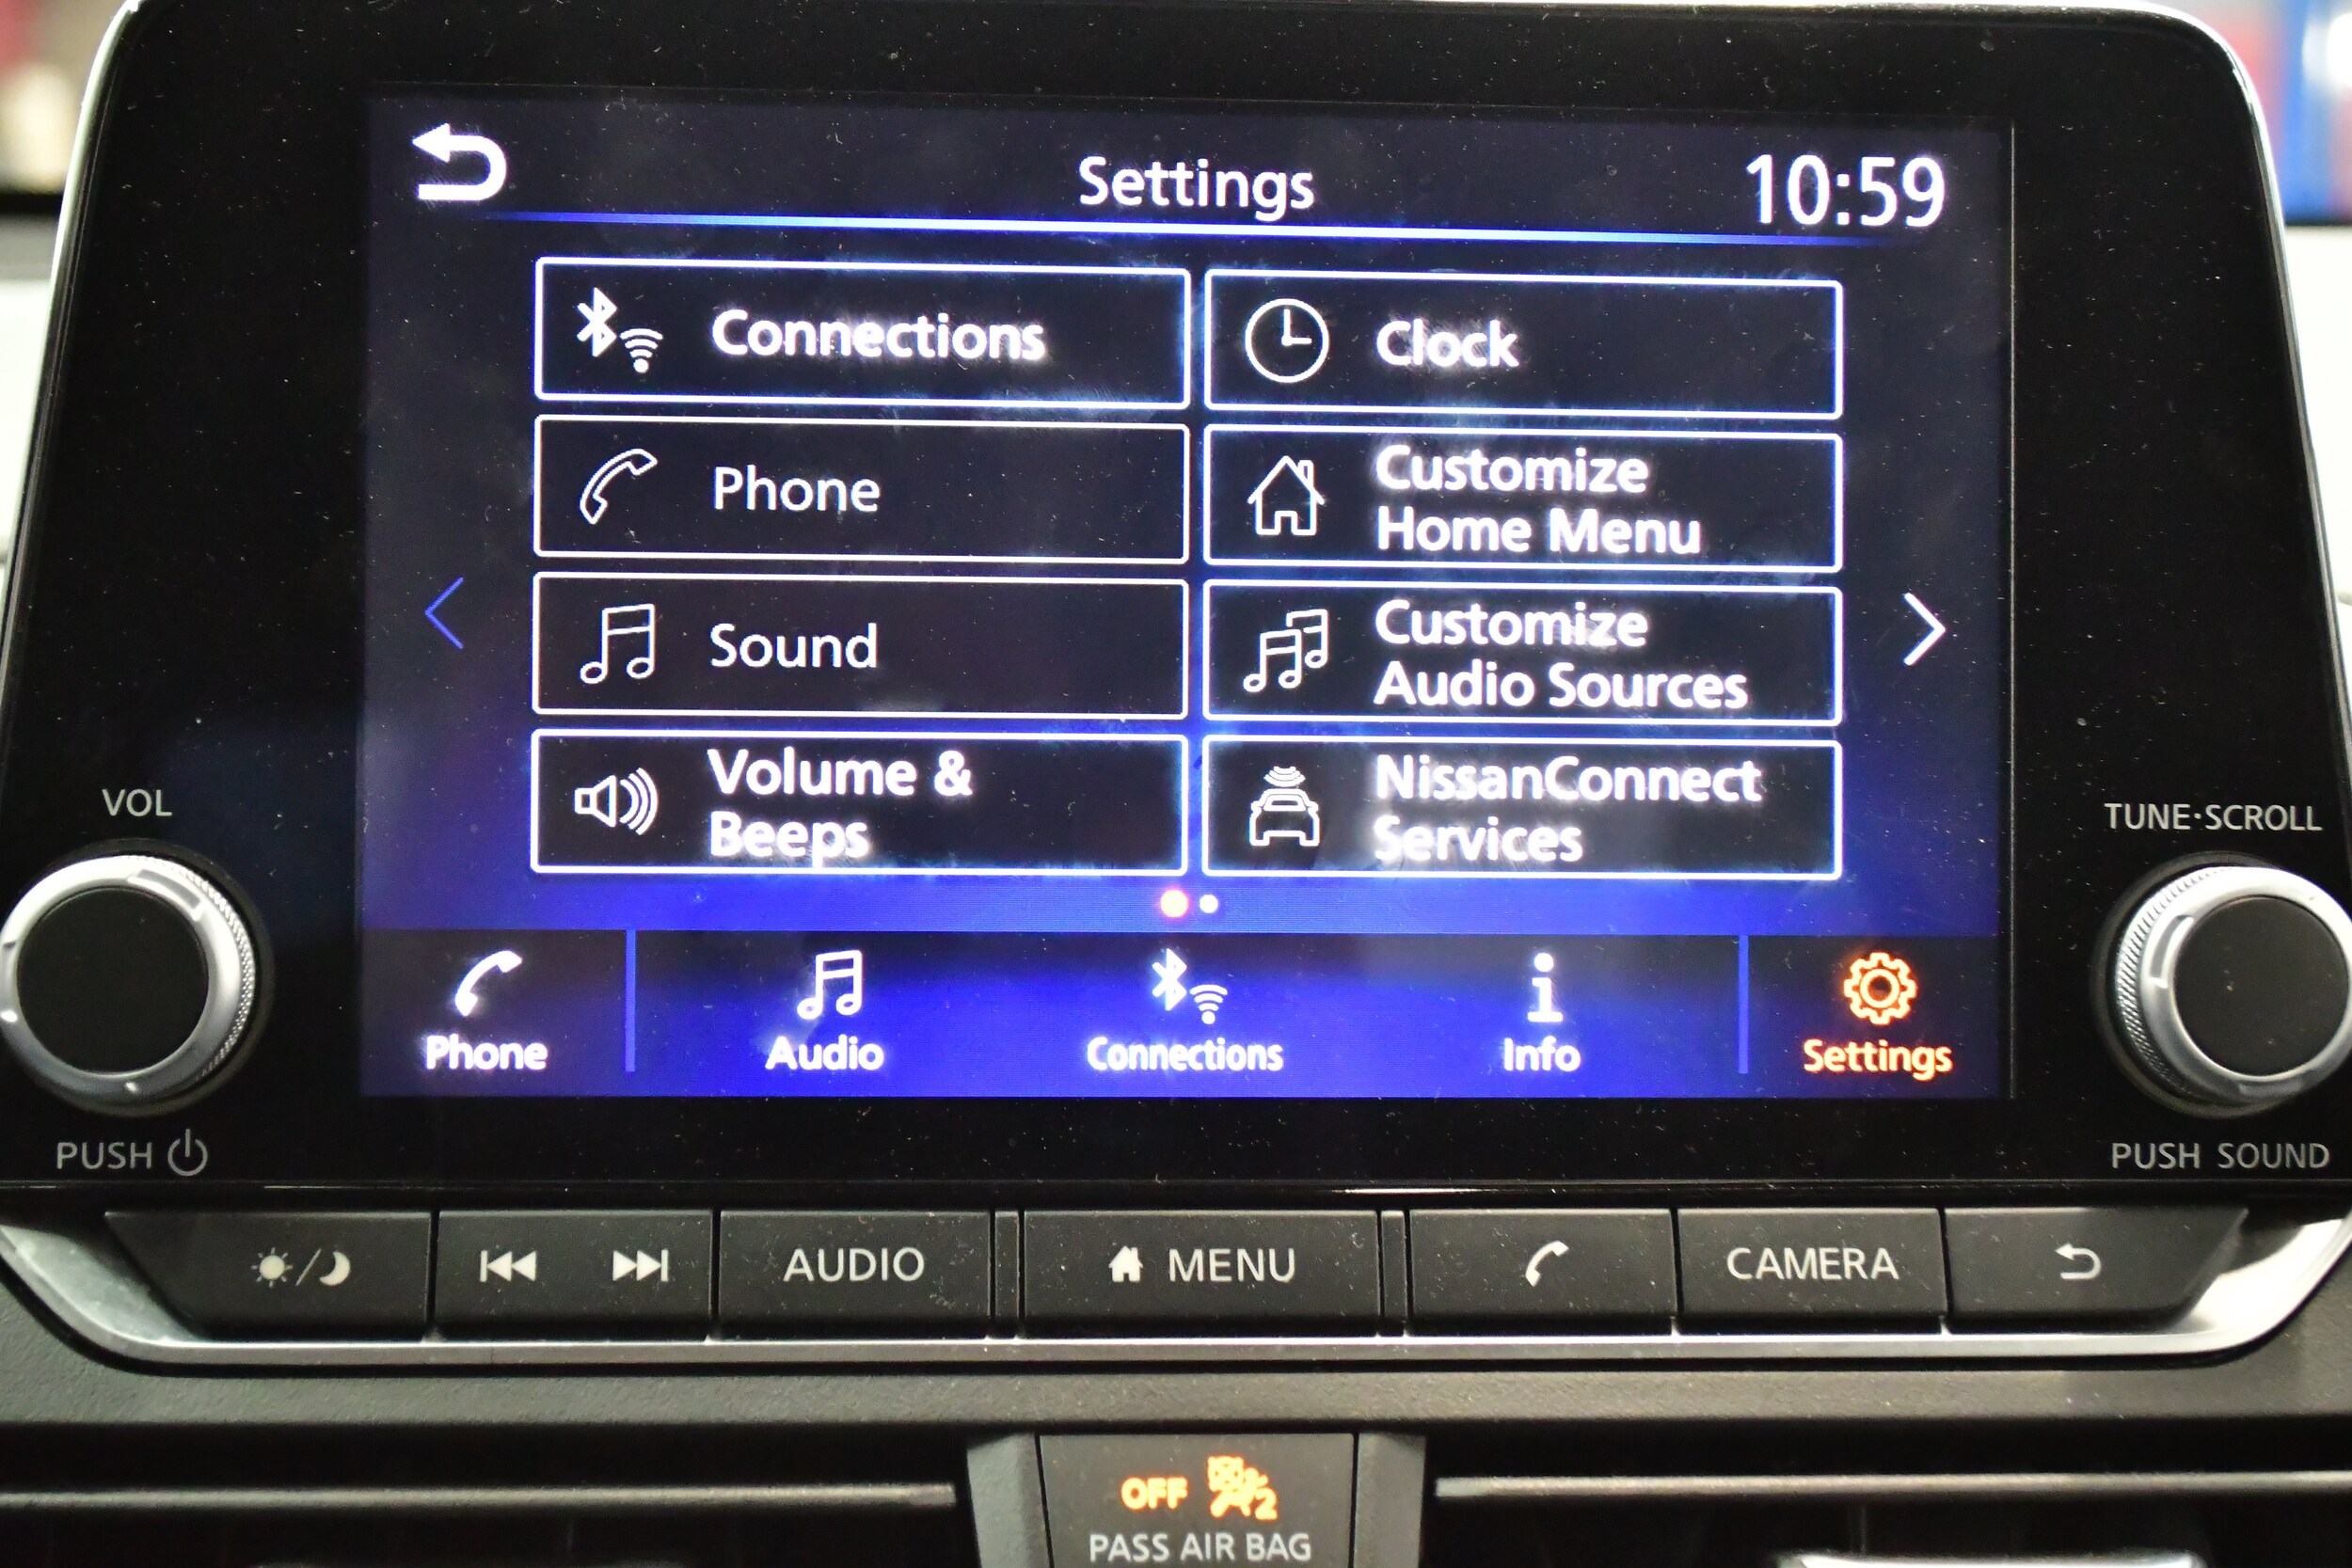 Settings
10:59
Connections
Clock
Phone
Customize
Home Menu
Sound
Customize
Audio Sources
Volume &
Beeps
NissanConnect
Services
Phone
Audio
Connections
Info
Settings
VOL
PUSH
TUNE·SCROLL
PUSH SOUND
AUDIO
MENU
CAMERA
OFF
2
PASS AIR BAG